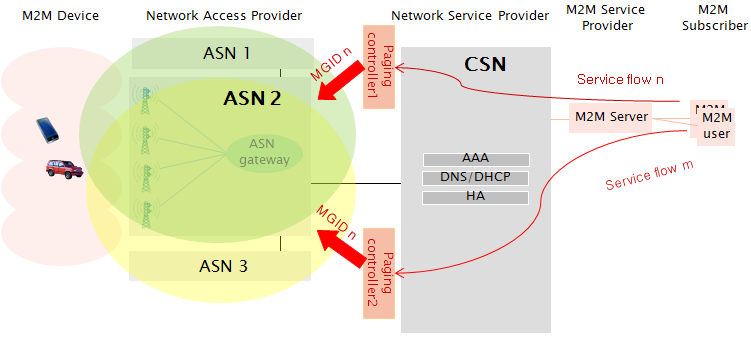 M2M Device
Network Access Provider
Network Service Provider
M2M Service
Provider
M2M
Subscriber
ASN 1
ASN 2
ASN
gateway
ASN 3
MGID n
Paging
controller1
MGID n
Paging
controller2
CSN
AAA
DNS/DHCP
HA
Service flow n
M2M Server
M2M
M2M
user
Service flow m